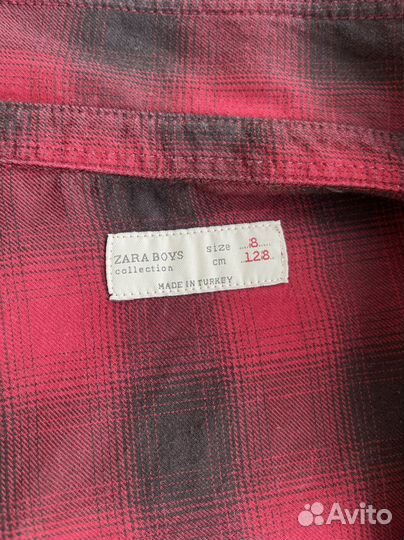 ZARA BOYS size ....8.....
collection cm 128
MADE IN TURKEY
Avito